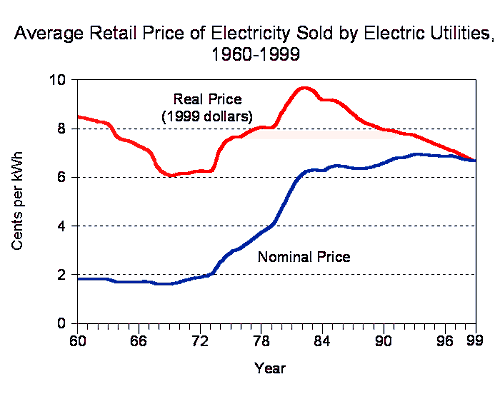 Average Retail Price of Electricity Sold by Electric Utilities,
1960-1999
10
Real Price
(1999 dollars)
8
6
Cents per kWh
4
Nominal Price
2
0
60 66 72 78 84 90 96 99
Year